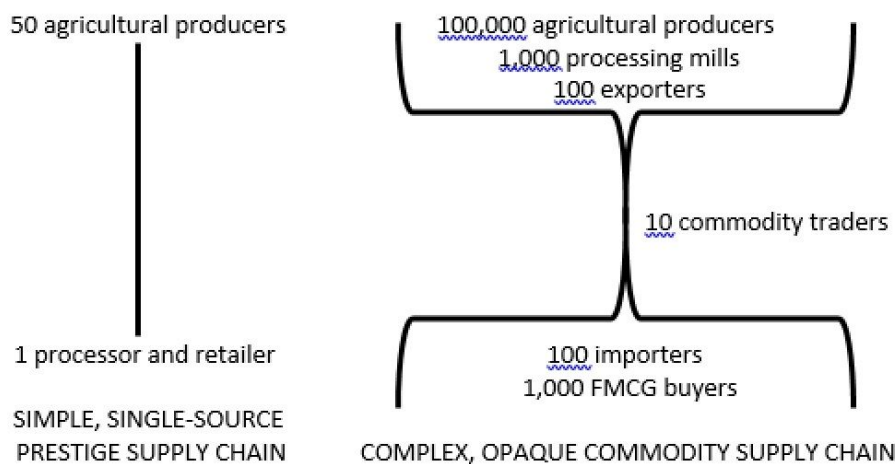 50 agricultural producers
1 processor and retailer
SIMPLE, SINGLE-SOURCE
PRESTIGE SUPPLY CHAIN
100,000 agricultural producers
1,000 processing mills
100 exporters
10 commodity traders
100 importers
1,000 FMCG buyers
COMPLEX, OPAQUE COMMODITY SUPPLY CHAIN